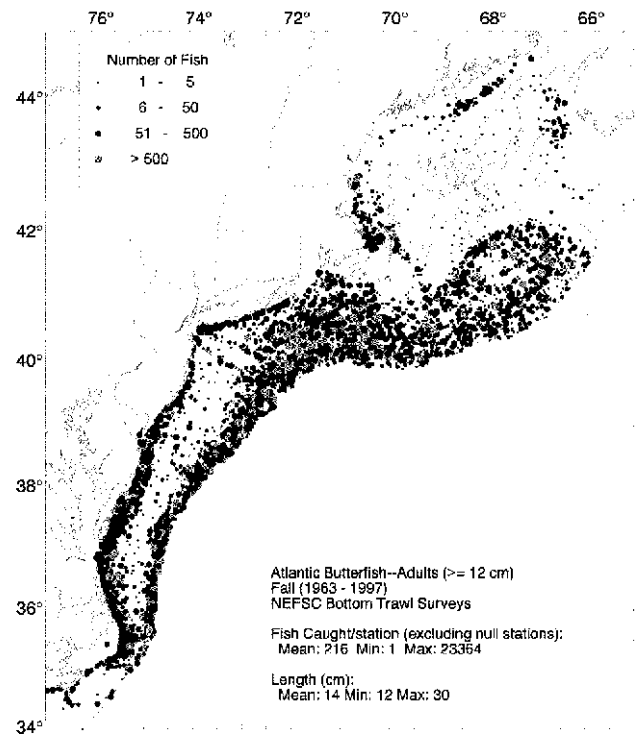 76° 74° 72° 70° 68° 66°
Number of Fish
1 - 5
6 - 50
51 - 500
> 500
44°
42°
40°
38°
36°
34°
Atlantic Butterfish--Adults (>= 12 cm)
Fall (1963 - 1997)
NEFSC Bottom Trawl Surveys
Fish Caught/station (excluding null stations):
Mean: 216 Min: 1 Max: 23364
Length (cm):
Mean: 14 Min: 12 Max: 30